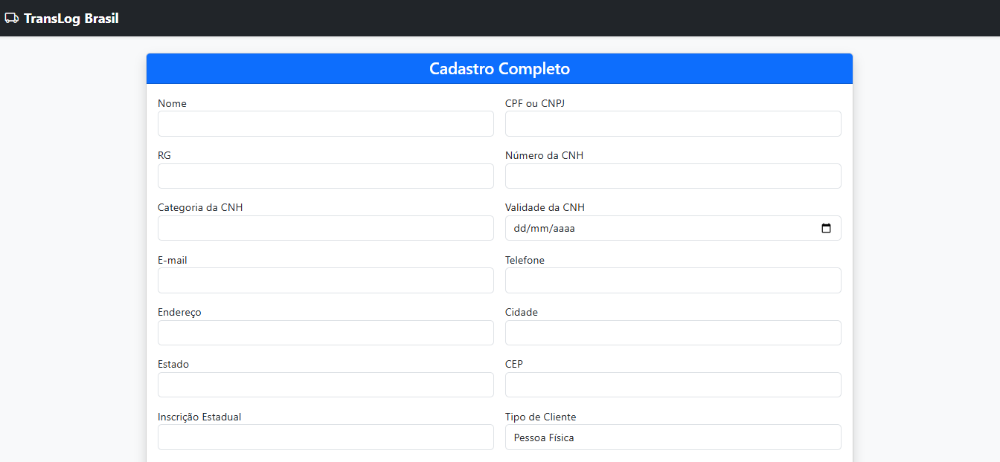 TransLog Brasil
Cadastro Completo
Nome
CPF ou CNPJ
RG
Número da CNH
Categoria da CNH
Validade da CNH
dd/mm/aaaa
E-mail
Telefone
Endereço
Cidade
Estado
CEP
Inscrição Estadual
Tipo de Cliente
Pessoa Física